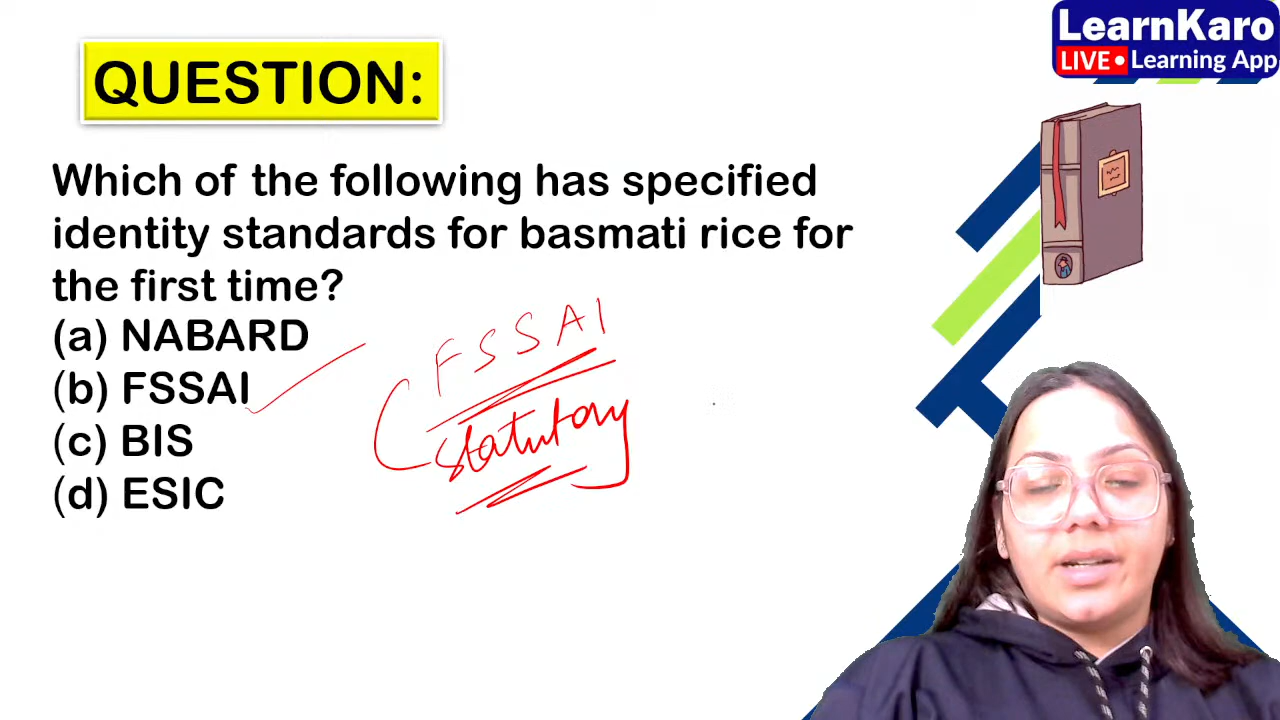 LearnKaro
LIVE • Learning App
QUESTION:
Which of the following has specified
identity standards for basmati rice for
the first time?
(a) NABARD
(b) FSSAI
(c) BIS
(d) ESIC
FSSAI
statutory